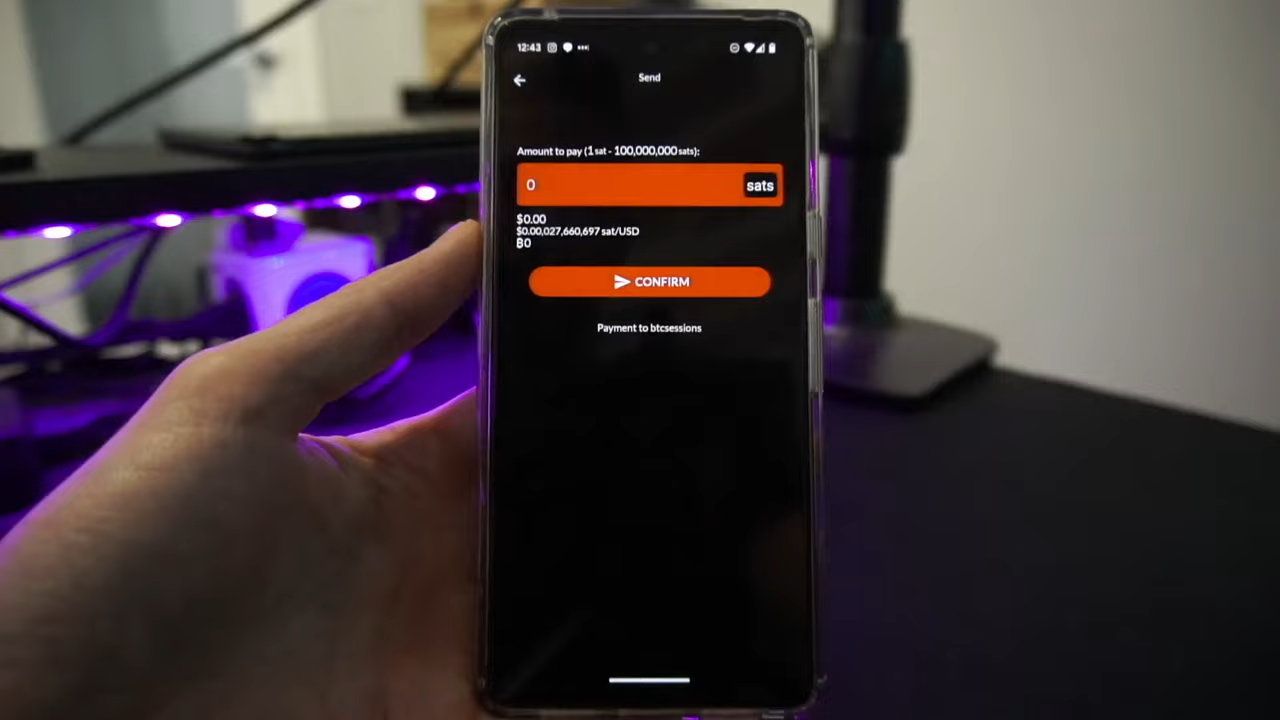 12:43
Send
Amount to pay (1 sat - 100,000,000 sats):
0 sats
$0.00
$0.00,027,660,697 sat/USD
₿0
CONFIRM
Payment to btcsessions